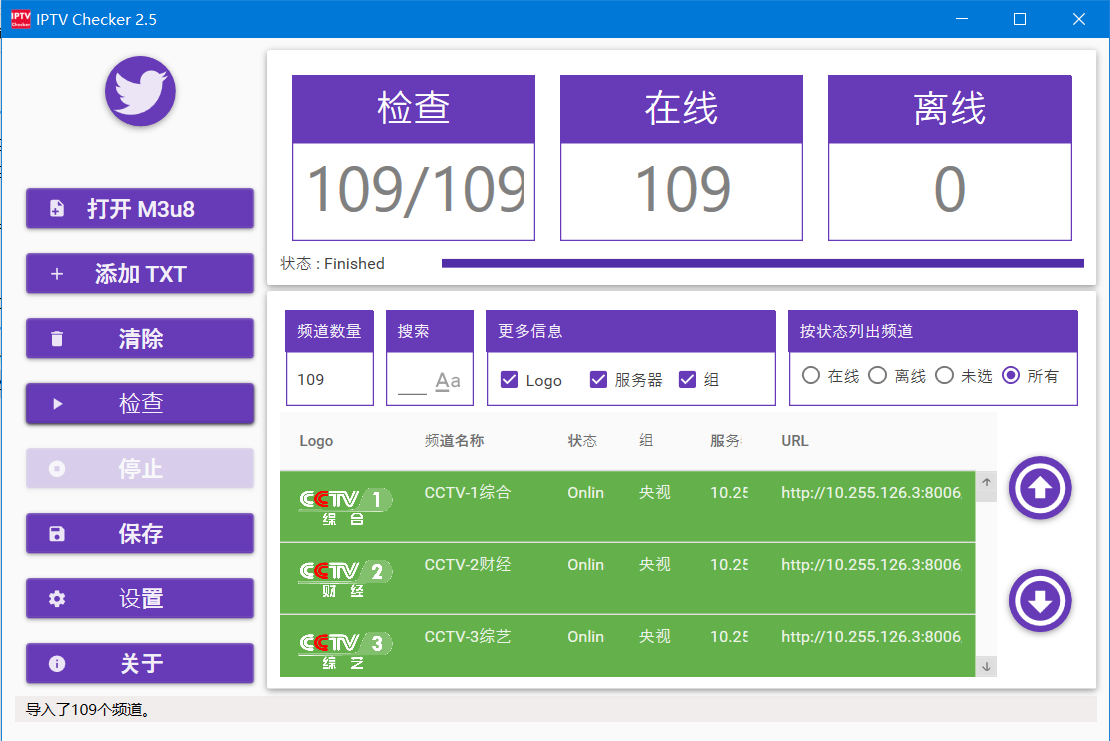 IPTV Checker 2.5
打开 M3u8
添加 TXT
清除
检查
停止
保存
设置
关于
检查
109/109
在线
109
离线
0
状态 : Finished
频道数量
109
搜索
Aa
更多信息
Logo 服务器 组
按状态列出频道
在线 离线 未选 所有
Logo 频道名称 状态 组 服务 URL
CCTV 1 综合 CCTV-1综合 Onlin 央视 10.25 http://10.255.126.3:8006
CCTV 2 财经 CCTV-2财经 Onlin 央视 10.25 http://10.255.126.3:8006
CCTV 3 综艺 CCTV-3综艺 Onlin 央视 10.25 http://10.255.126.3:8006
导入了109个频道。